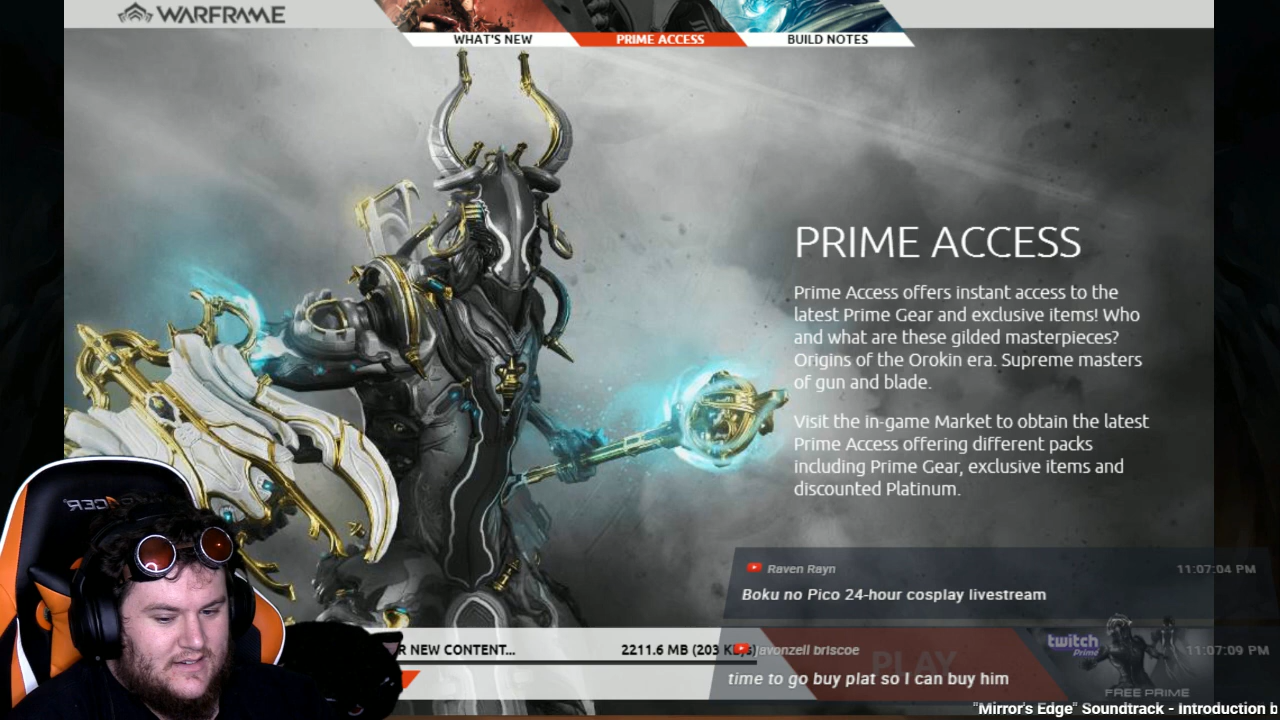 WARFRAME
WHAT'S NEW
PRIME ACCESS
BUILD NOTES
PRIME ACCESS
Prime Access offers instant access to the
latest Prime Gear and exclusive items! Who
and what are these gilded masterpieces?
Origins of the Orokin era. Supreme masters
of gun and blade.
Visit the in-game Market to obtain the latest
Prime Access offering different packs
including Prime Gear, exclusive items and
discounted Platinum.
Raven Rayn 11:07:04 PM
Boku no Pico 24-hour cosplay livestream
R NEW CONTENT... 2211.6 MB (203
Javonzell briscoe 11:07:09 PM
time to go buy plat so I can buy him
PLAY
twitch
Prime
FREE PRIME
"Mirror's Edge" Soundtrack - Introduction b